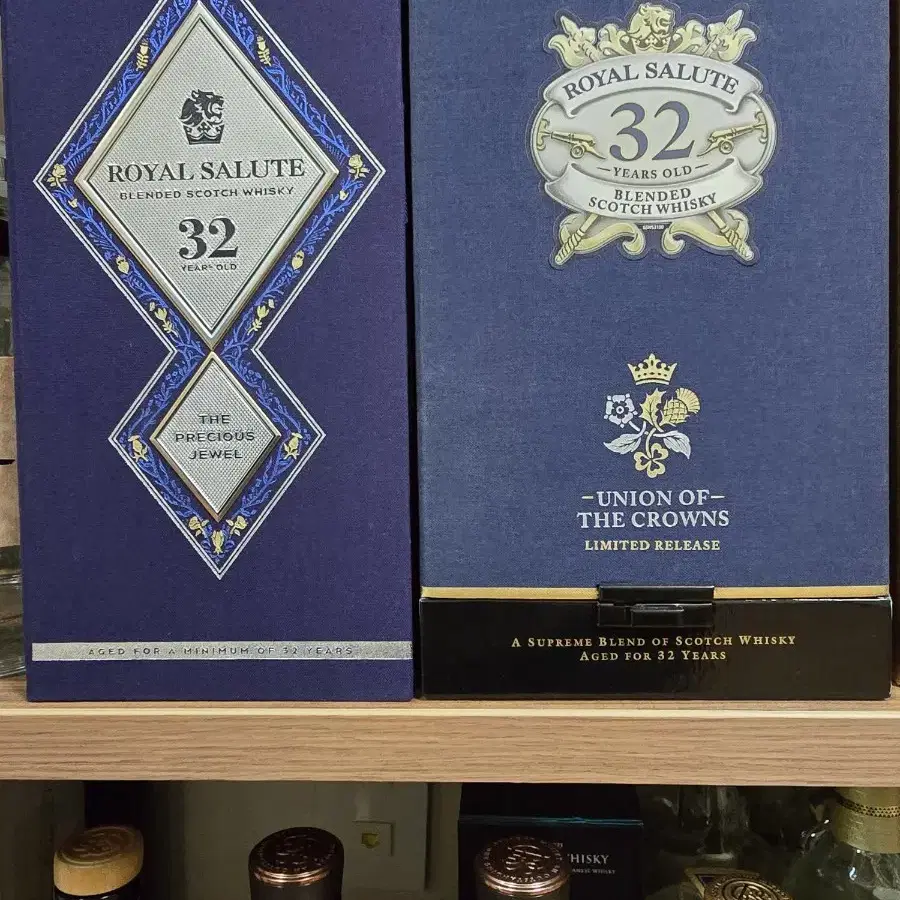 ROYAL SALUTE
BLENDED SCOTCH WHISKY
32
YEARS OLD
THE
PRECIOUS
JEWEL
AGED FOR A MINIMUM OF 32 YEARS
ROYAL SALUTE
32
YEARS OLD
BLENDED
SCOTCH WHISKY
UNION OF
THE CROWNS
LIMITED RELEASE
A SUPREME BLEND OF SCOTCH WHISKY
AGED FOR 32 YEARS
HISKY